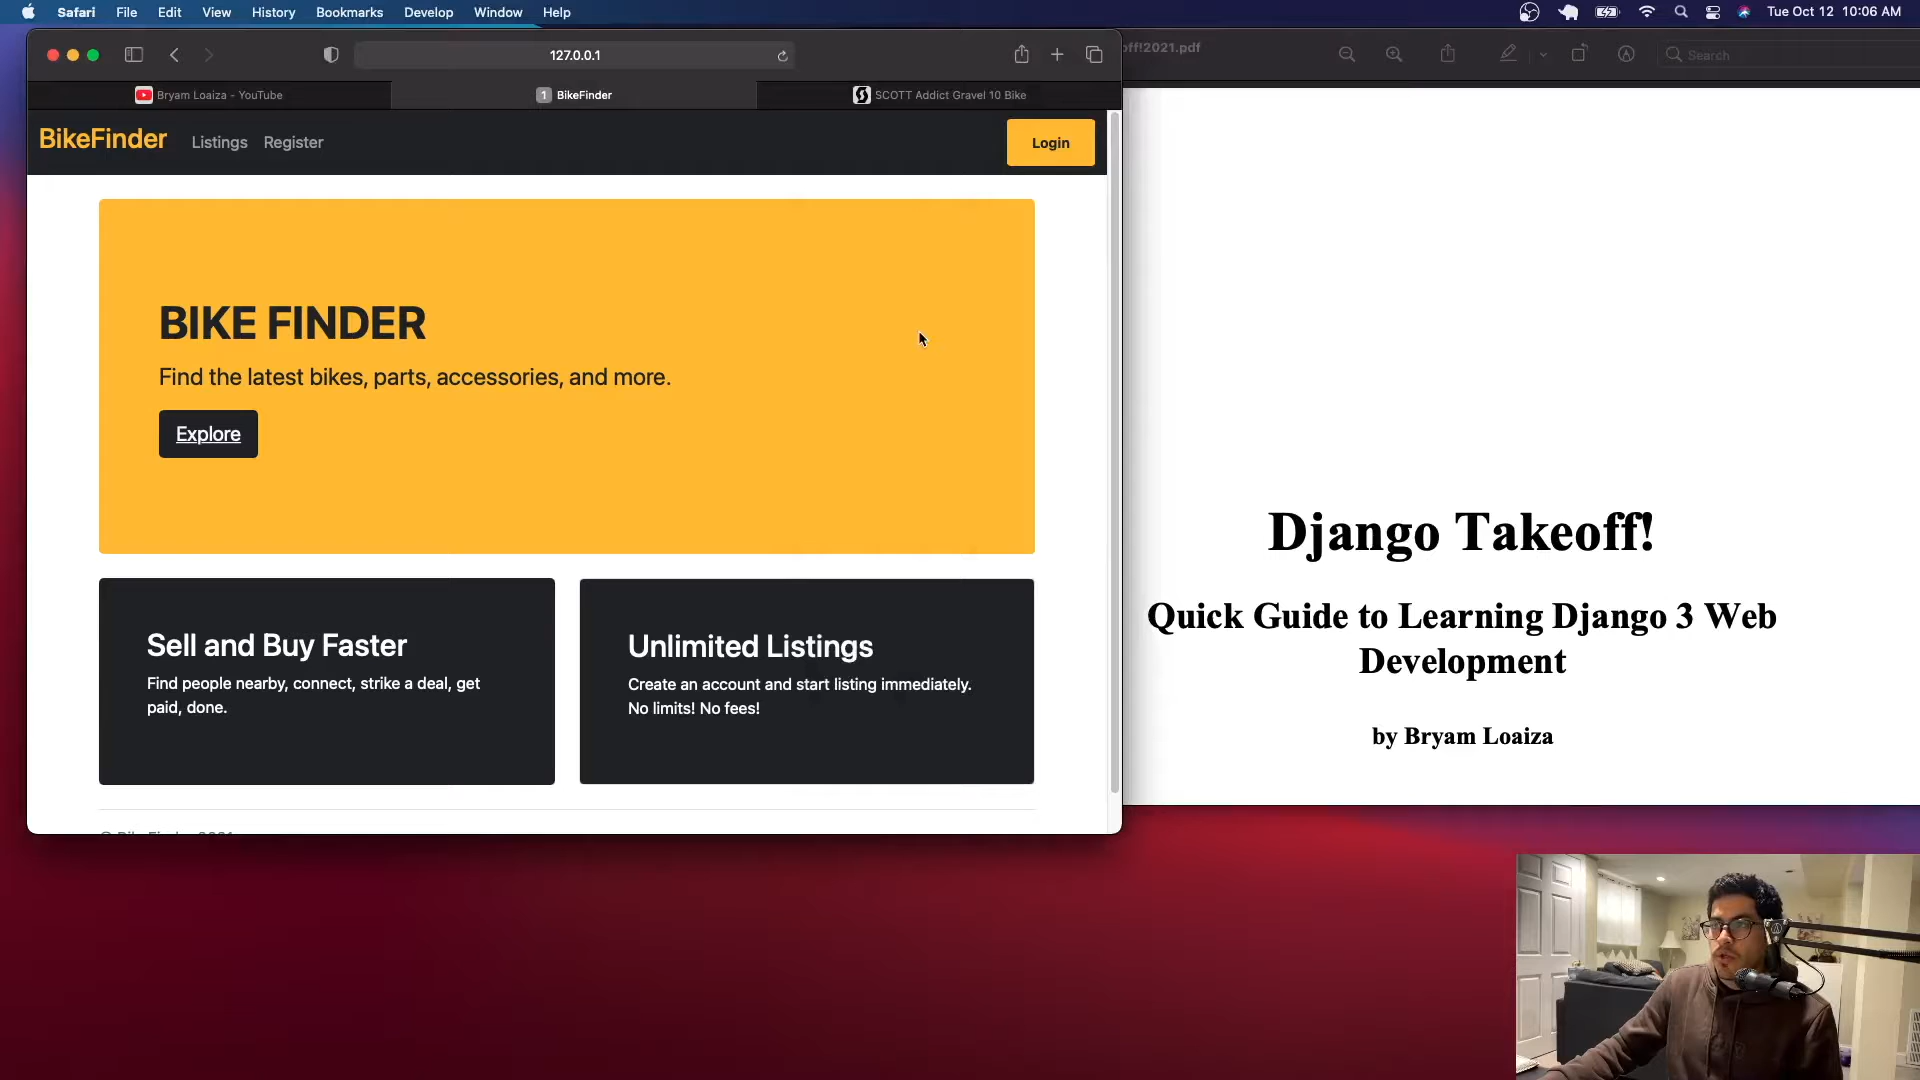 Safari File Edit View History Bookmarks Develop Window Help
Tue Oct 12 10:06 AM
127.0.0.1
off!2021.pdf
Search
Bryam Loaiza - YouTube
1 BikeFinder
SCOTT Addict Gravel 10 Bike
BikeFinder Listings Register
Login
BIKE FINDER
Find the latest bikes, parts, accessories, and more.
Explore
Sell and Buy Faster
Find people nearby, connect, strike a deal, get
paid, done.
Unlimited Listings
Create an account and start listing immediately.
No limits! No fees!
Django Takeoff!
Quick Guide to Learning Django 3 Web
Development
by Bryam Loaiza